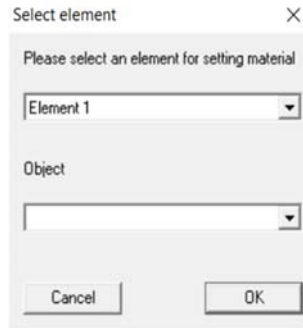 Select element
Please select an element for setting material
Element 1
Object
Cancel OK